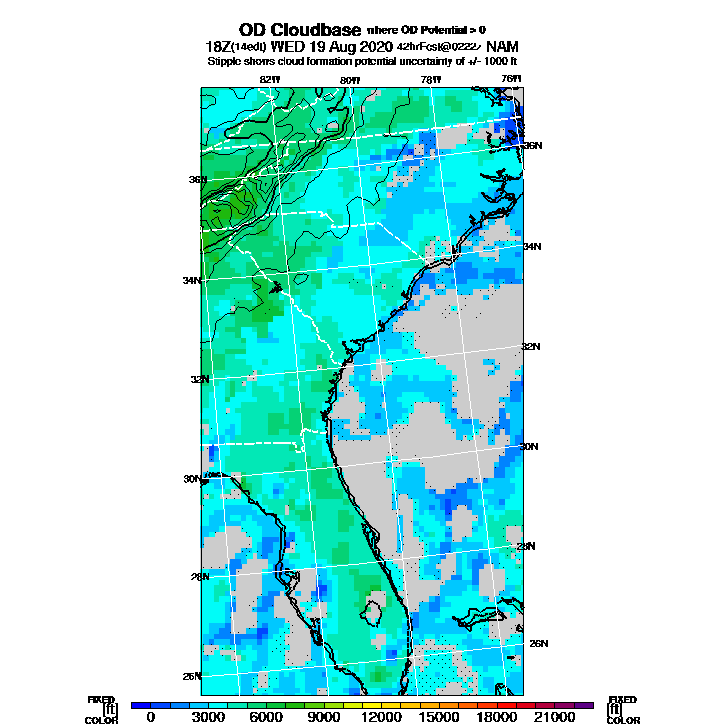 OD Cloudbase where OD Potential > 0
18Z(14edt) WED 19 Aug 2020 NAM
Stipple shows cloud formation potential uncertainty of +/- 1000 ft
82W 80W 78W 76W
36N
36N
34N
34N
32N
32N
30N
30N
28N
28N
26N
26N
FIXED FIXED
[ft] 0 3000 6000 9000 12000 15000 18000 21000 [ft]
COLOR COLOR